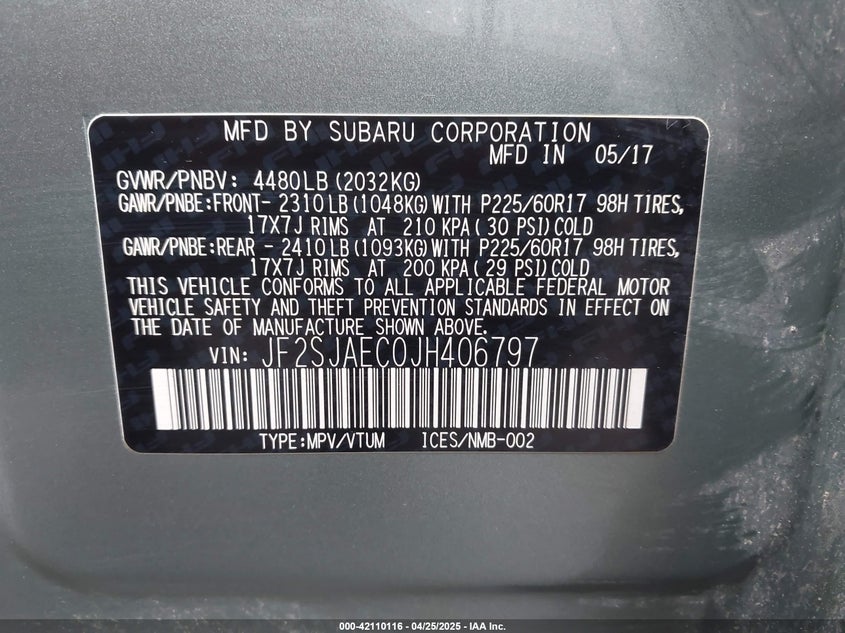 MFD BY SUBARU CORPORATION
MFD IN 05/17
GVWR/PNBV: 4480LB (2032KG)
GAWR/PNBE:FRONT- 2310LB (1048KG) WITH P225/60R17 98H TIRES,
17X7J RIMS AT 210 KPA ( 30 PSI) COLD
GAWR/PNBE:REAR - 2410LB (1093KG) WITH P225/60R17 98H TIRES,
17X7J RIMS AT 200 KPA ( 29 PSI) COLD
THIS VEHICLE CONFORMS TO ALL APPLICABLE FEDERAL MOTOR
VEHICLE SAFETY AND THEFT PREVENTION STANDARDS IN EFFECT ON
THE DATE OF MANUFACTURE SHOWN ABOVE.
VIN: JF2SJAEC0JH406797
TYPE:MPV/VTUM ICES/NMB-002
000-42110116 - 04/25/2025 - IAA Inc.